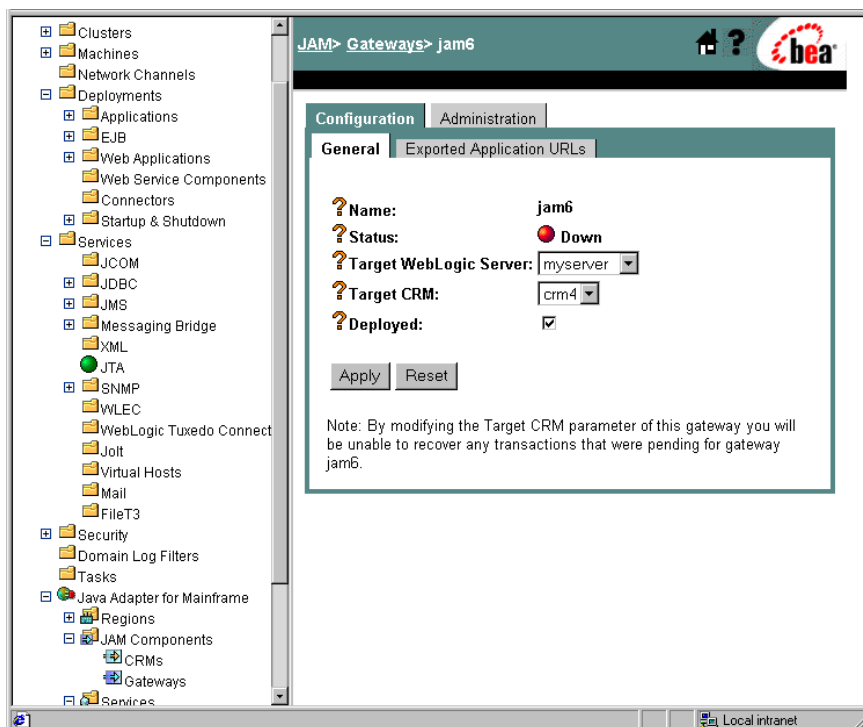 Clusters
Machines
Network Channels
Deployments
Applications
EJB
Web Applications
Web Service Components
Connectors
Startup & Shutdown
Services
JCOM
JDBC
JMS
Messaging Bridge
XML
JTA
SNMP
WLEC
WebLogic Tuxedo Connect
Jolt
Virtual Hosts
Mail
FileT3
Security
Domain Log Filters
Tasks
Java Adapter for Mainframe
Regions
JAM Components
CRMs
Gateways
Services
JAM> Gateways> jam6
? bea
Configuration Administration
General Exported Application URLs
? Name: jam6
? Status: Down
? Target WebLogic Server: myserver
? Target CRM: crm4
? Deployed:
Apply Reset
Note: By modifying the Target CRM parameter of this gateway you will
be unable to recover any transactions that were pending for gateway
jam6.
Local intranet